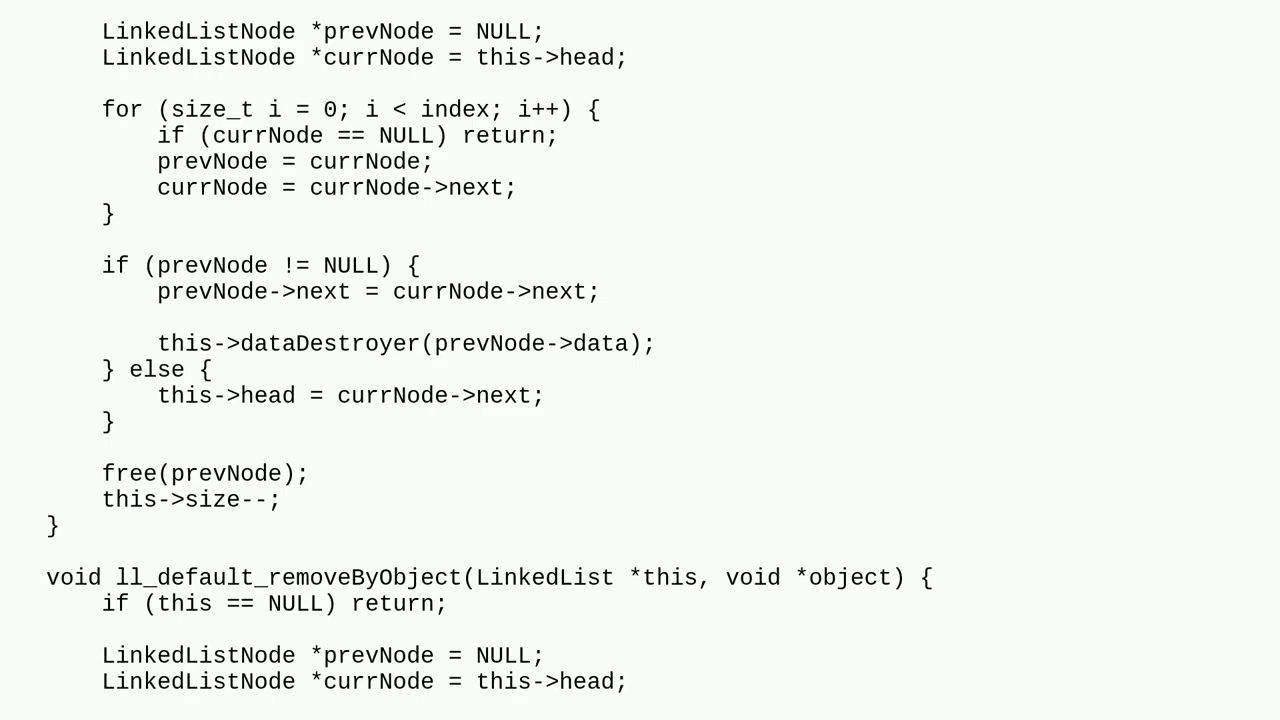 LinkedListNode *prevNode = NULL;
LinkedListNode *currNode = this->head;
for (size_t i = 0; i < index; i++) {
if (currNode == NULL) return;
prevNode = currNode;
currNode = currNode->next;
}
if (prevNode != NULL) {
prevNode->next = currNode->next;
this->dataDestroyer(prevNode->data);
} else {
this->head = currNode->next;
}
free(prevNode);
this->size--;
}
void ll_default_removeByObject(LinkedList *this, void *object) {
if (this == NULL) return;
LinkedListNode *prevNode = NULL;
LinkedListNode *currNode = this->head;